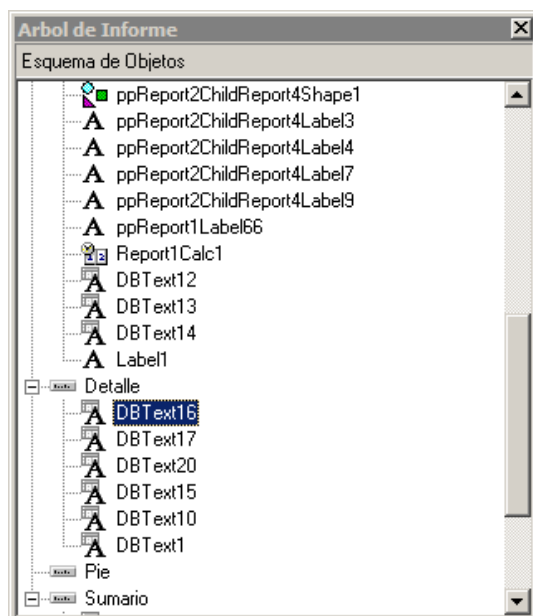 Arbol de Informe
Esquema de Objetos
ppReport2ChildReport4Shape1
ppReport2ChildReport4Label3
ppReport2ChildReport4Label4
ppReport2ChildReport4Label7
ppReport2ChildReport4Label9
ppReport1Label66
Report1Calc1
DBText12
DBText13
DBText14
Label1
Detalle
DBText16
DBText17
DBText20
DBText15
DBText10
DBText1
Pie
Sumario